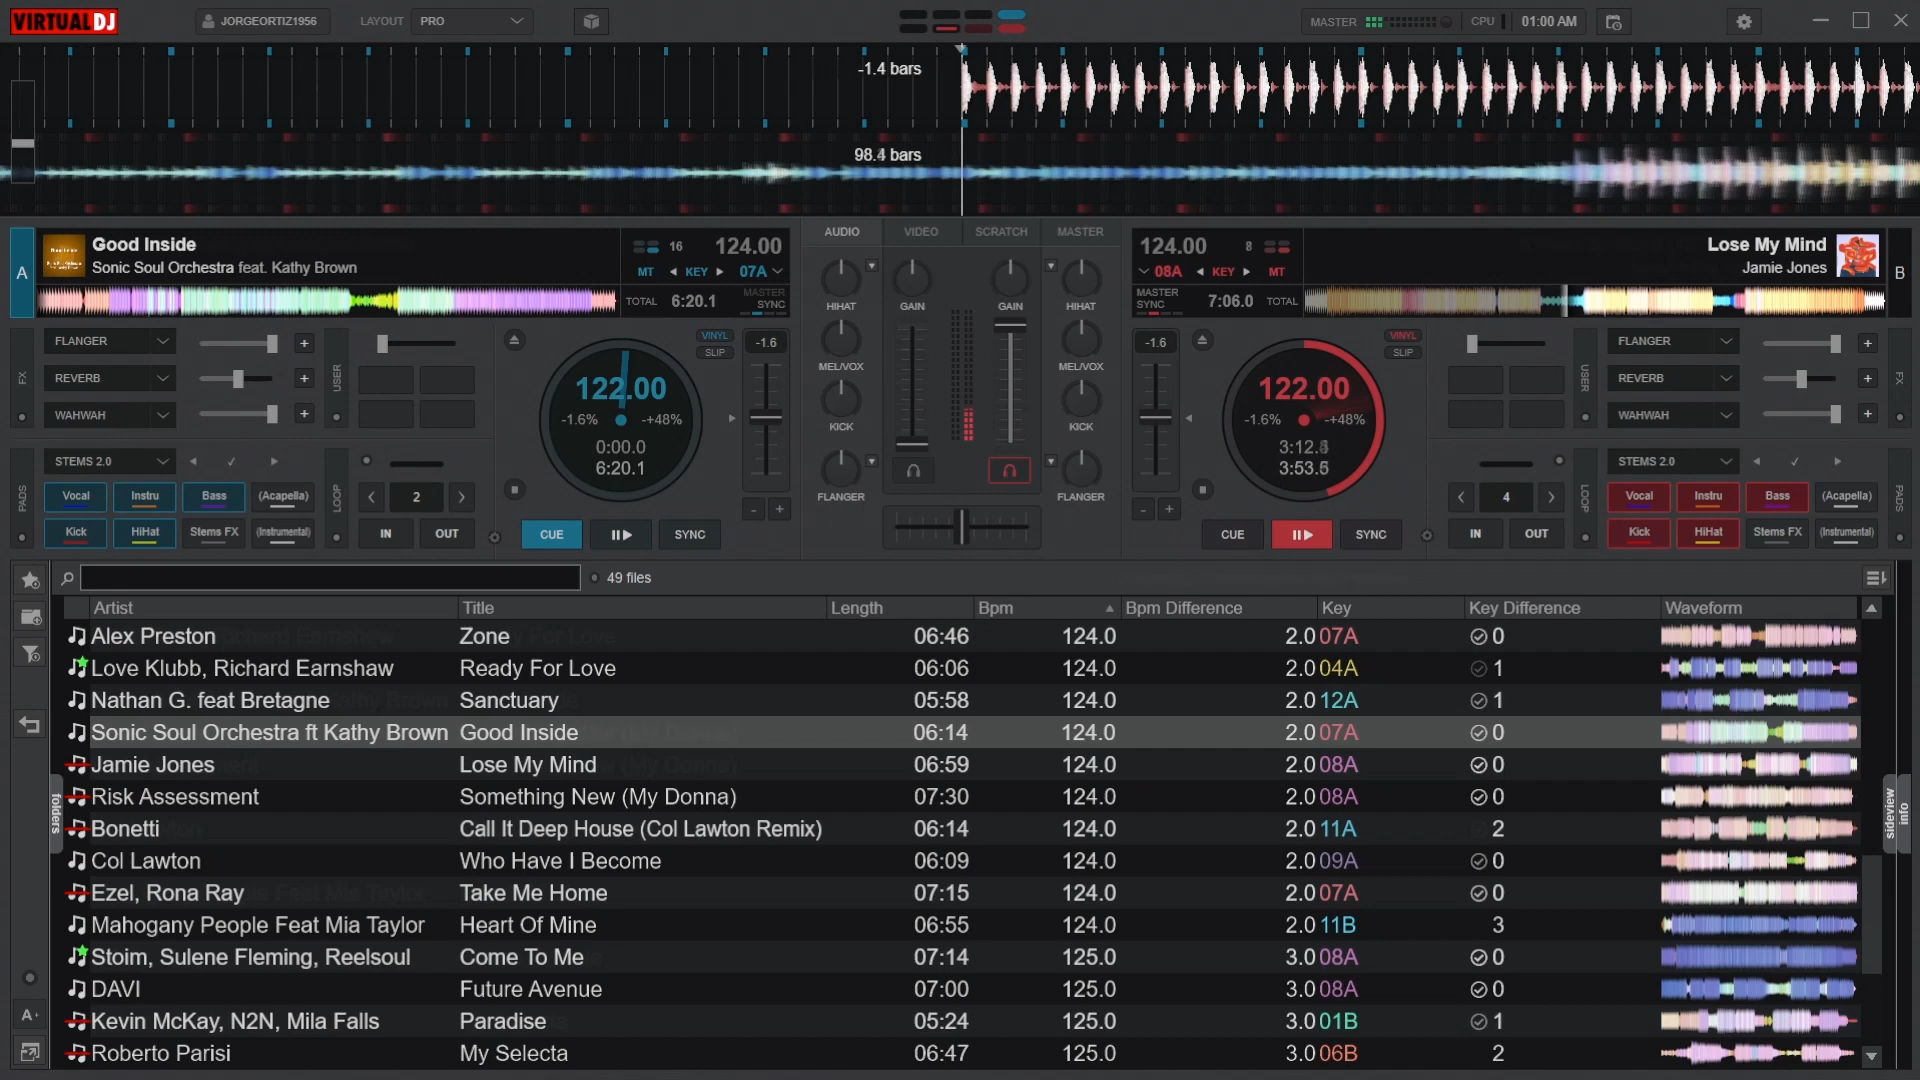 VIRTUAL DJ
JORGEORTIZ1956
LAYOUT PRO
MASTER CPU 01:00 AM
-1.4 bars
98.4 bars
A
Good Inside
Sonic Soul Orchestra feat. Kathy Brown
16 124.00
MT KEY 07A
TOTAL 6:20.1 MASTER SYNC
AUDIO VIDEO SCRATCH MASTER
124.00 8
08A KEY MT
MASTER SYNC 7:06.0 TOTAL
Lose My Mind
Jamie Jones
B
HIHAT GAIN GAIN HIHAT
MEL/VOX MEL/VOX
KICK KICK
FLANGER FLANGER
FX
FLANGER +
REVERB +
WAHWAH +
USER
VINYL
SLIP
-1.6
122.00
-1.6% -+48%
0:00.0
6:20.1
- +
PADS
STEMS 2.0
Vocal Instru Bass (Acapella)
Kick HiHat Stems FX (Instrumental)
LOOP
2
IN OUT
CUE SYNC
-1.6
VINYL
SLIP
122.00
-1.6% -+48%
3:12.
3:53.
- +
CUE SYNC
USER
FLANGER +
REVERB +
WAHWAH +
FX
4
IN OUT
LOOP
STEMS 2.0
Vocal Instru Bass (Acapella)
Kick HiHat Stems FX (Instrumental)
PADS
49 files
Artist Title Length Bpm Bpm Difference Key Key Difference Waveform
Alex Preston Zone 06:46 124.0 2.0 07A 0
Love Klubb, Richard Earnshaw Ready For Love 06:06 124.0 2.0 04A 1
Nathan G. feat Bretagne Sanctuary 05:58 124.0 2.0 12A 1
Sonic Soul Orchestra ft Kathy Brown Good Inside 06:14 124.0 2.0 07A 0
Jamie Jones Lose My Mind 06:59 124.0 2.0 08A 0
Risk Assessment Something New (My Donna) 07:30 124.0 2.0 08A 0
Bonetti Call It Deep House (Col Lawton Remix) 06:14 124.0 2.0 11A 2
Col Lawton Who Have I Become 06:09 124.0 2.0 09A 0
Ezel, Rona Ray Take Me Home 07:15 124.0 2.0 07A 0
Mahogany People Feat Mia Taylor Heart Of Mine 06:55 124.0 2.0 11B 3
Stoim, Sulene Fleming, Reelsoul Come To Me 07:14 125.0 3.0 08A 0
DAVI Future Avenue 07:00 125.0 3.0 08A 0
Kevin McKay, N2N, Mila Falls Paradise 05:24 125.0 3.0 01B 1
Roberto Parisi My Selecta 06:47 125.0 3.0 06B 2
folders
sideview
info
A+